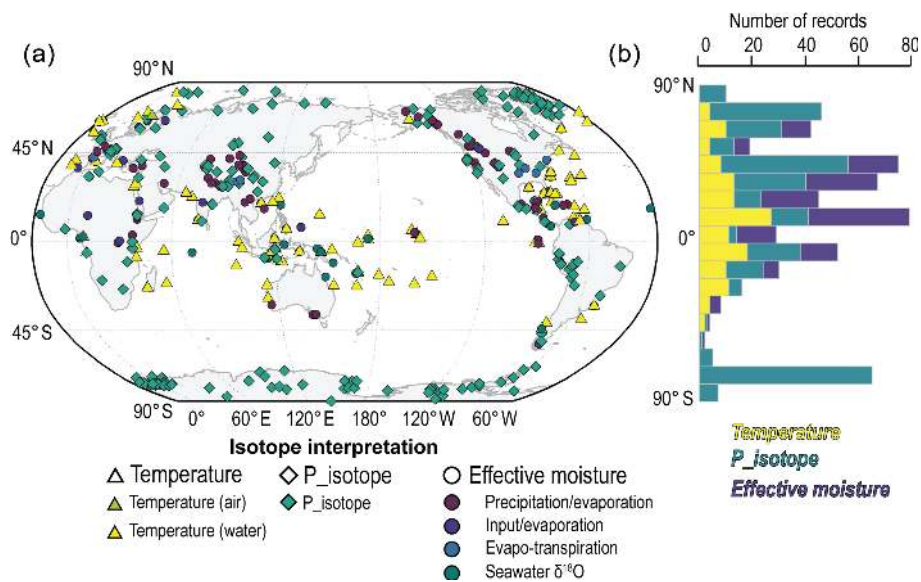 (a)
(b)
Number of records
0 20 40 60 80
90°N
45°N
0°
45°S
90°S
0° 60°E 120°E 180° 120°W 60°W
90°N
0°
90°S
Isotope interpretation
Temperature
Temperature (air)
Temperature (water)
P_isotope
P_isotope
Effective moisture
Precipitation/evaporation
Input/evaporation
Evapo-transpiration
Seawater δ¹⁸O
Temperature
P_isotope
Effective moisture